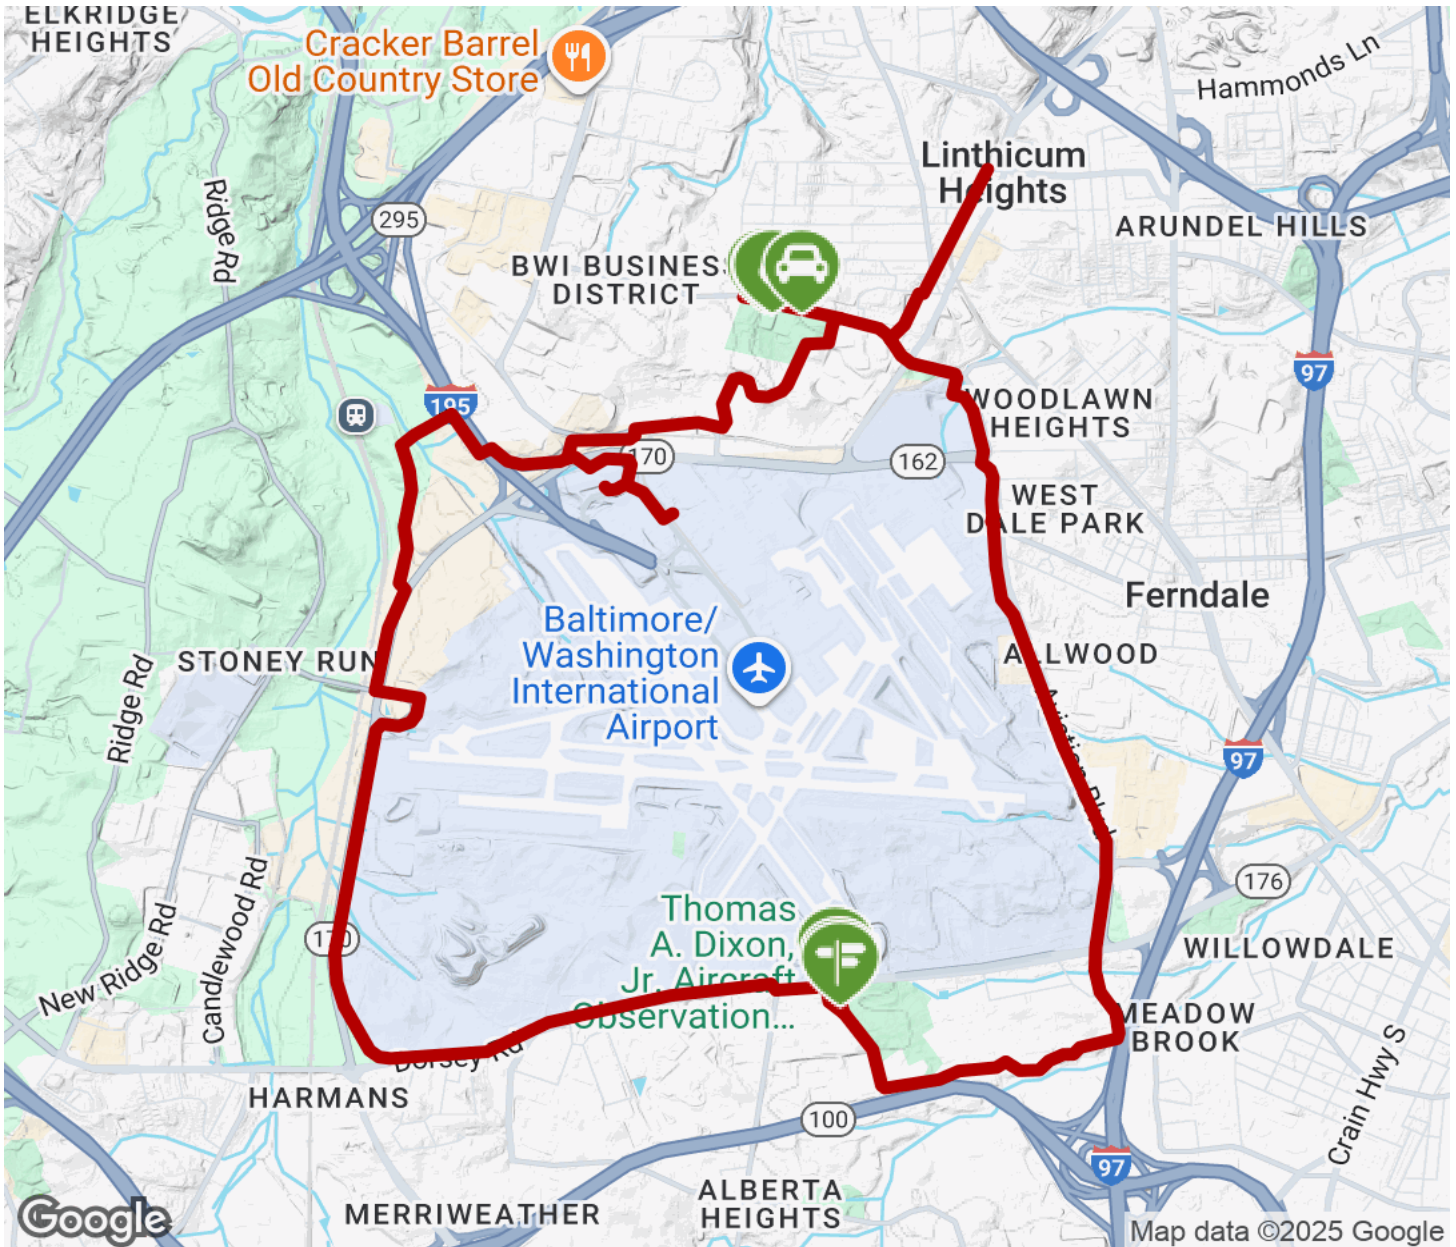 ELKRIDGE
HEIGHTS
Cracker Barrel
Old Country Store
Hammonds Ln
Linthicum
Heights
Ridge Rd
295
ARUNDEL HILLS
BWI BUSINES
DISTRICT
97
195
WOODLAWN
HEIGHTS
170
162
WEST
DALE PARK
Baltimore/
Washington
International
Airport
Ferndale
STONEY RUN
ALLWOOD
Ridge Rd
Aviation Blvd
97
Candlewood Rd
176
Thomas
A. Dixon,
Jr. Aircraft
Observation...
170
New Ridge Rd
WILLOWDALE
MEADOW
BROOK
Dorsey Rd
HARMANS
Crain Hwy S
100
97
ALBERTA
HEIGHTS
MERRIWEATHER
Google
Map data ©2025 Google